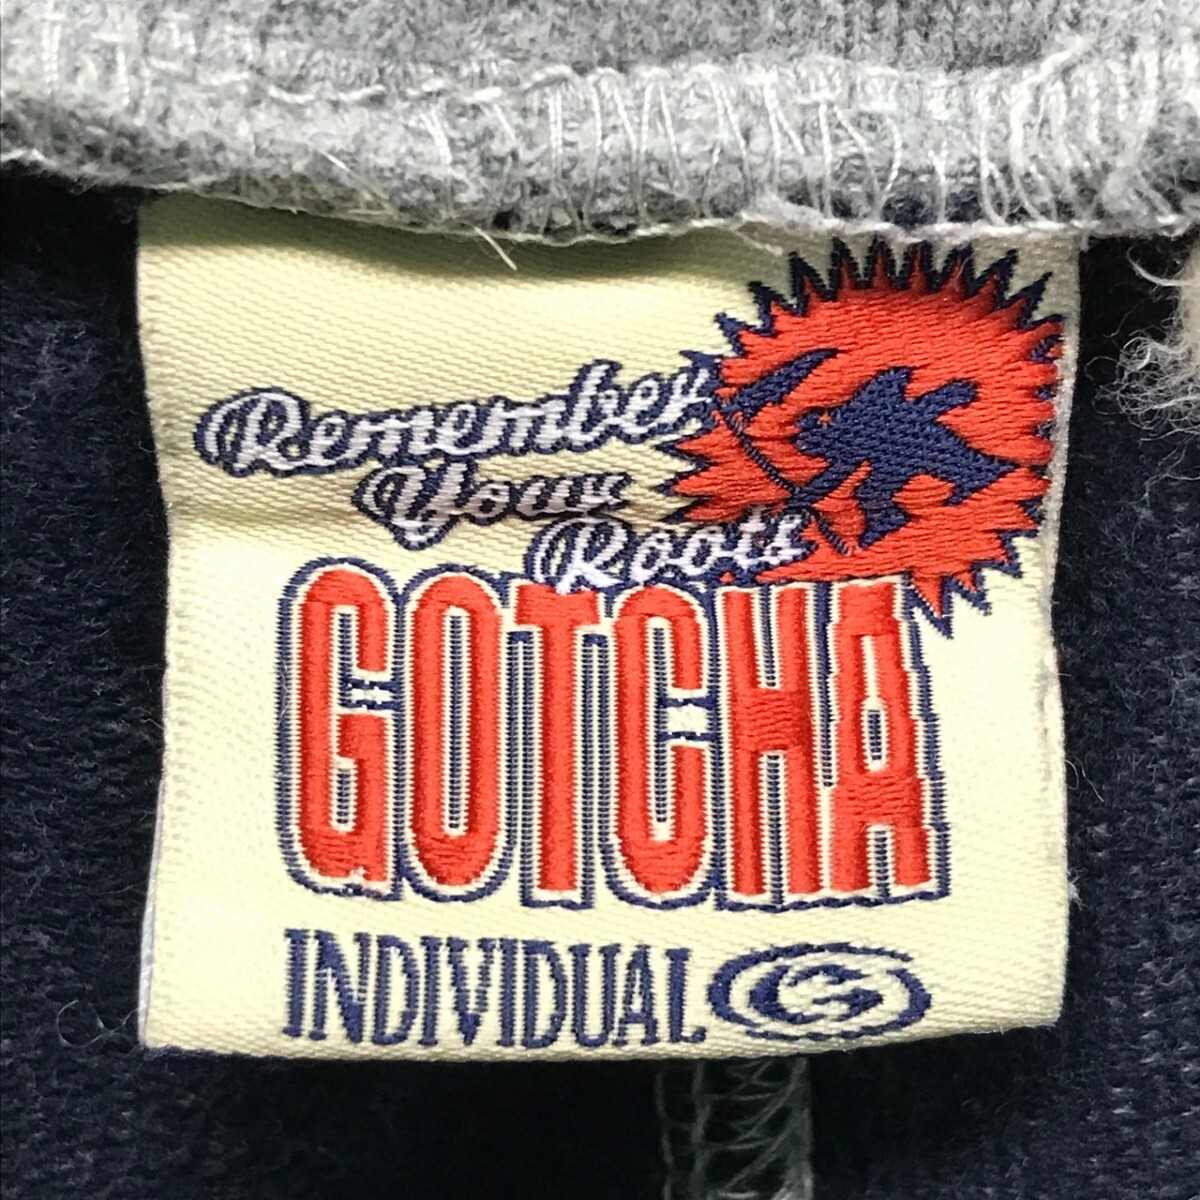 Remember
Your
Roots
GOTCHA
INDIVIDUAL G